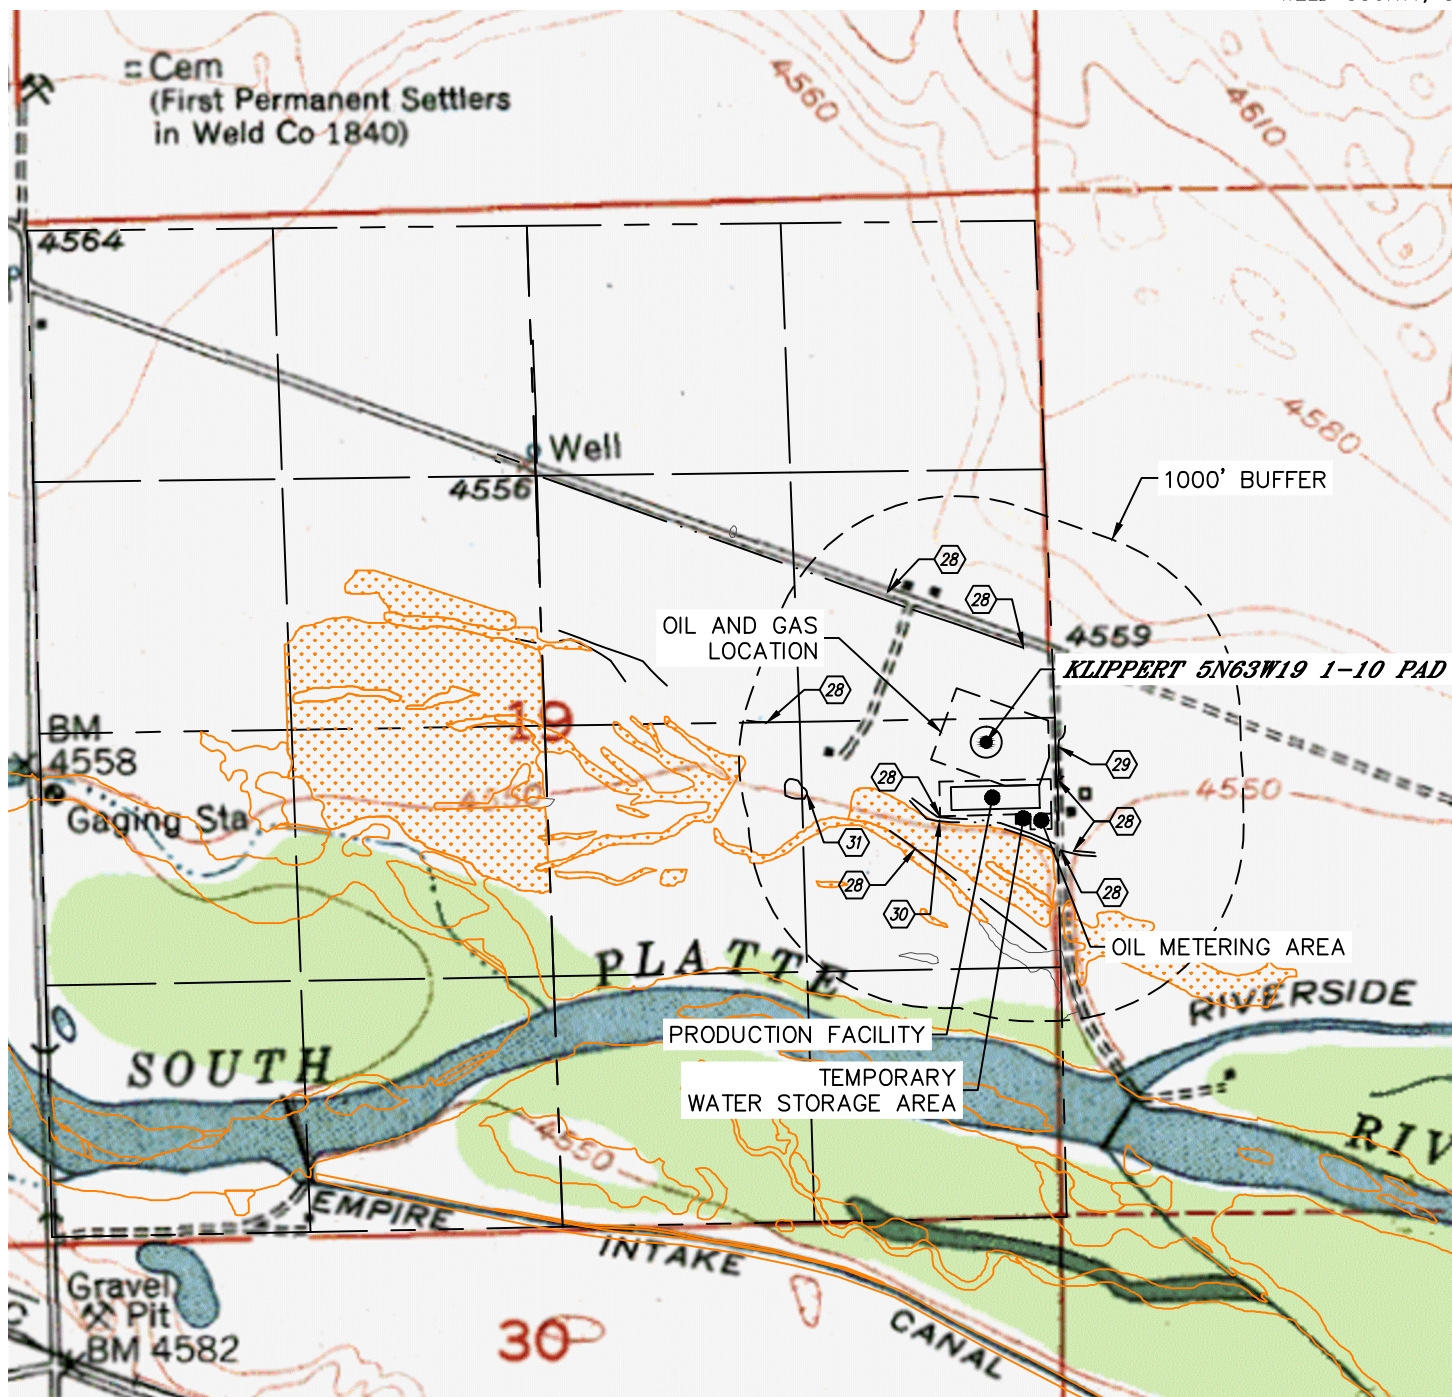 Cem
(First Permanent Settlers
in Weld Co 1840)
4560
4610
4564
4580
Well
4556
1000' BUFFER
28
28
OIL AND GAS
LOCATION
4559
KLIPPERT 5N63W19 1-10 PAD
28
19
BM
4558
29
28
4550
4550
Gaging Sta
28
31
28
28
30
OIL METERING AREA
PLATTE
RIVERSIDE
PRODUCTION FACILITY
SOUTH
TEMPORARY
WATER STORAGE AREA
4550
RIV
EMPIRE
INTAKE
CANAL
Gravel
Pit
BM 4582
30